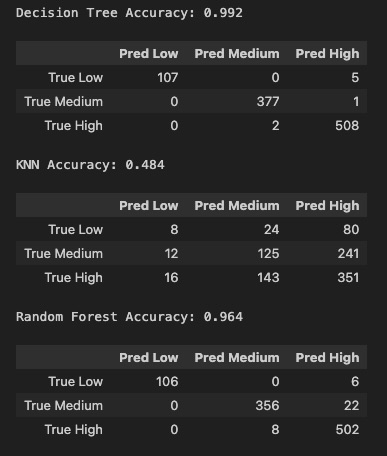 Decision Tree Accuracy: 0.992
Pred Low Pred Medium Pred High
True Low 107 0 5
True Medium 0 377 1
True High 0 2 508
KNN Accuracy: 0.484
Pred Low Pred Medium Pred High
True Low 8 24 80
True Medium 12 125 241
True High 16 143 351
Random Forest Accuracy: 0.964
Pred Low Pred Medium Pred High
True Low 106 0 6
True Medium 0 356 22
True High 0 8 502